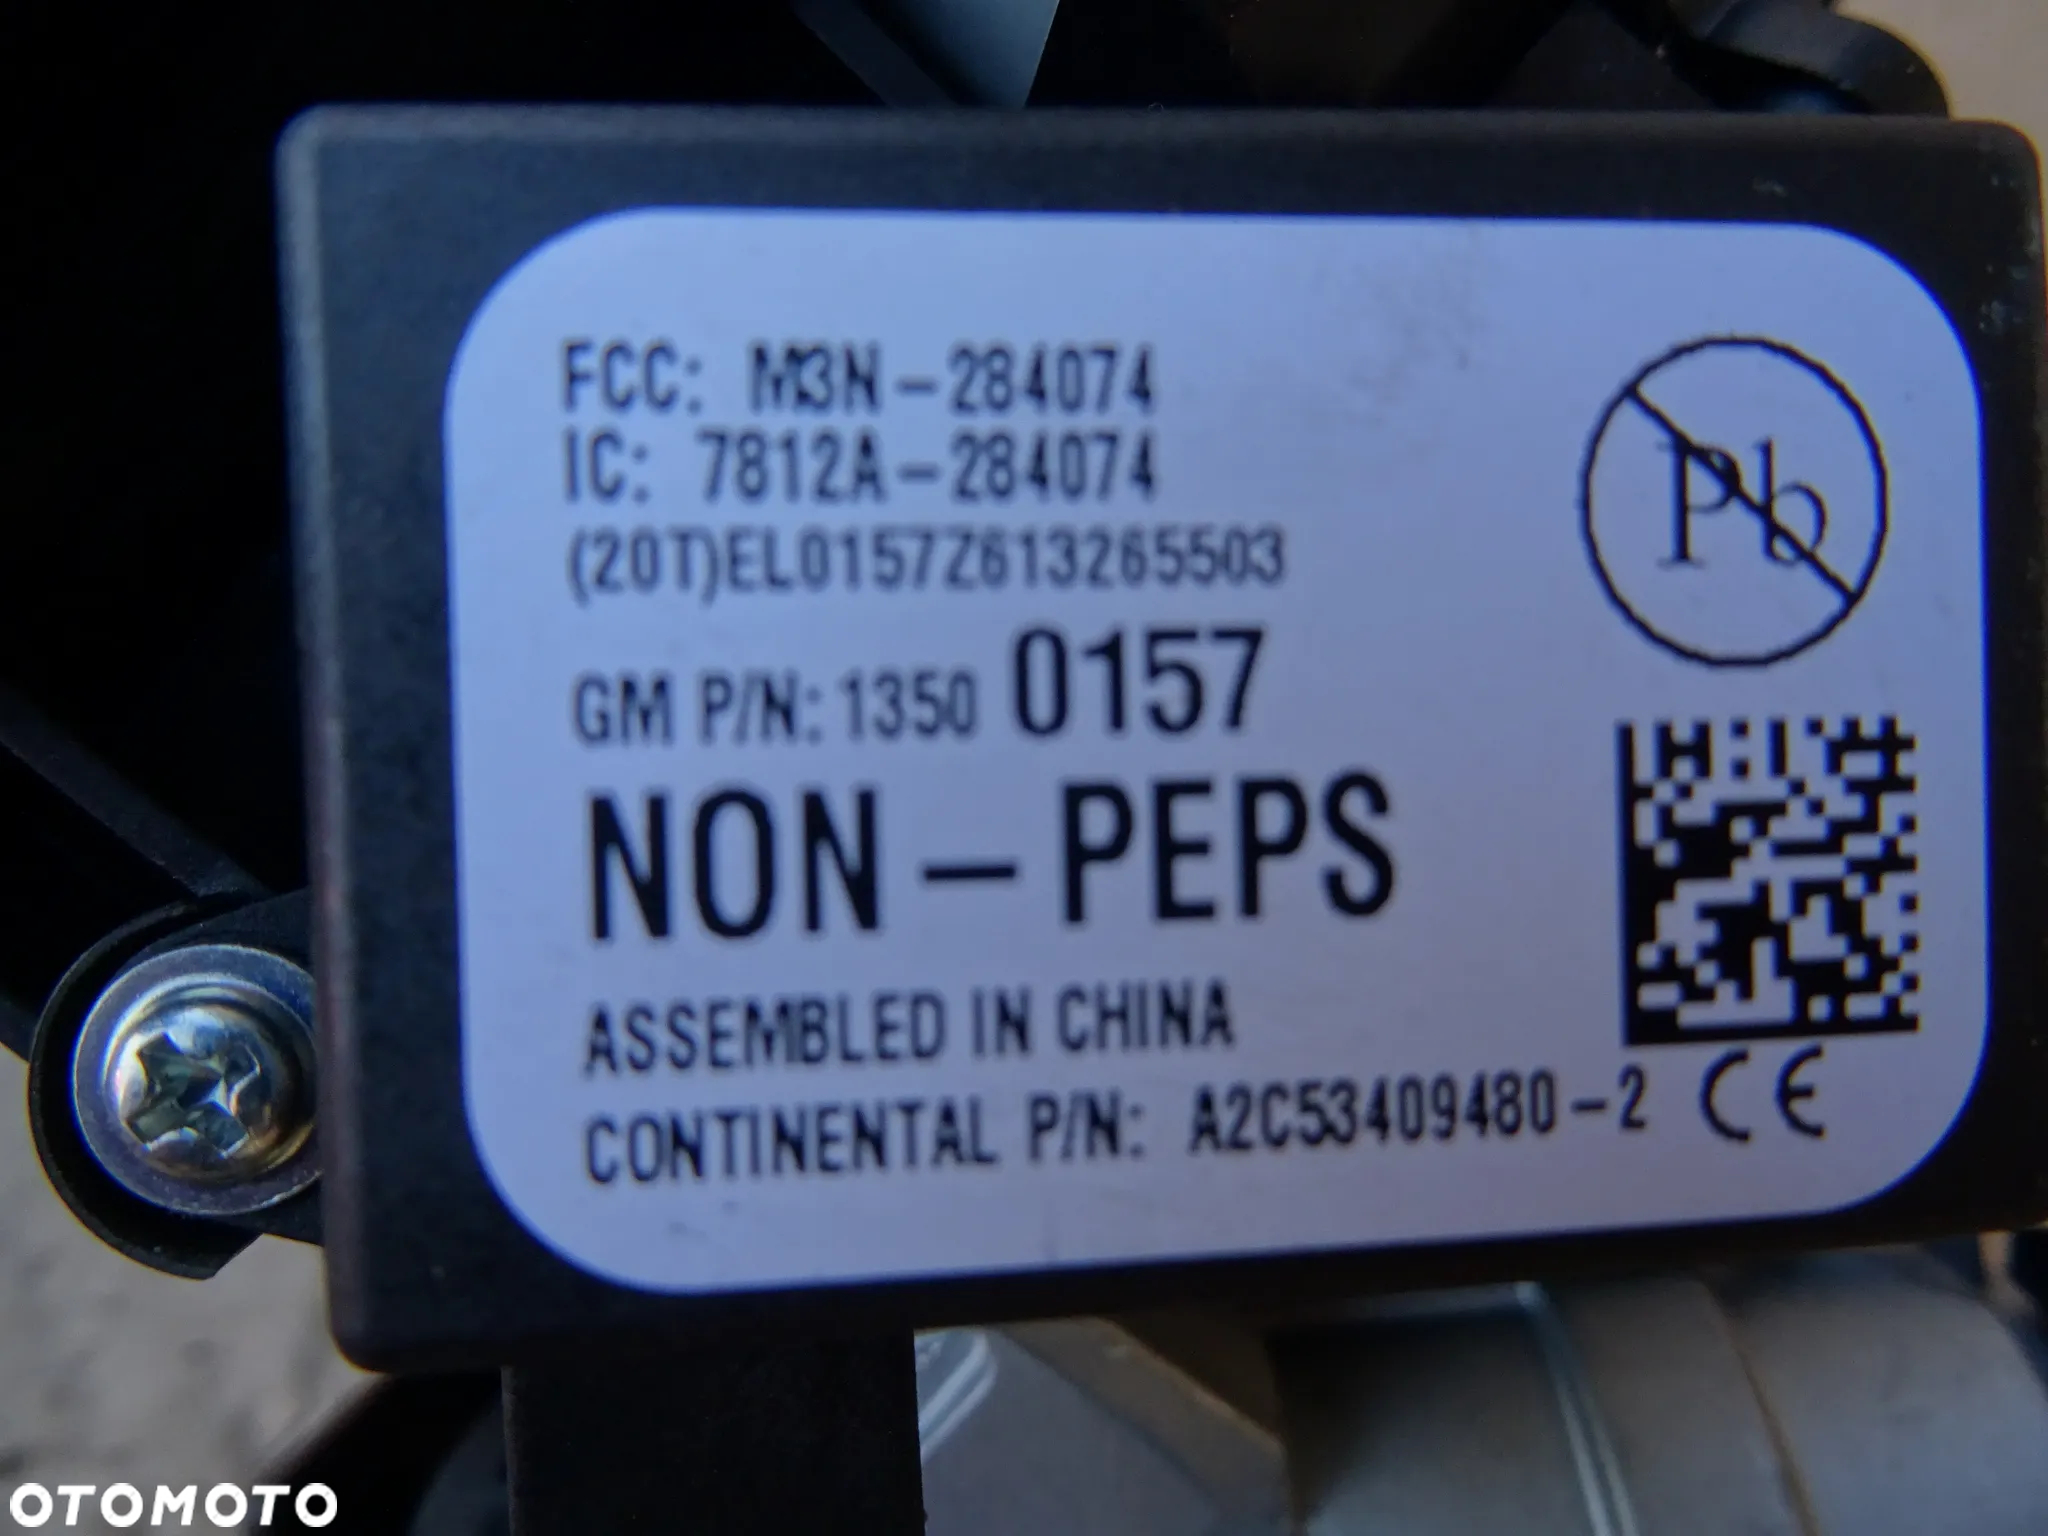 FCC: M3N-284074
IC: 7812A-284074
(20T)EL0157Z613265503
GM P/N: 1350 0157
NON-PEPS
ASSEMBLED IN CHINA
CONTINENTAL P/N: A2C53409480-2 CE
Pb
OTOMOTO